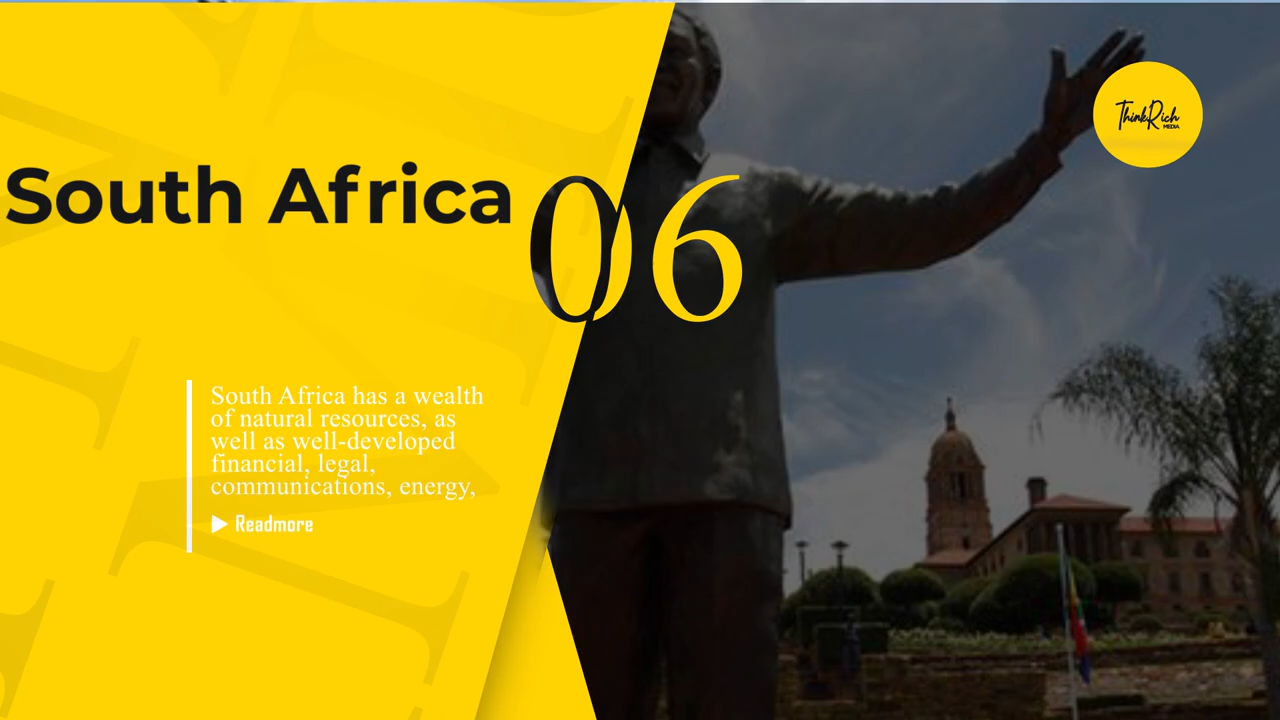 ThinkRich
MEDIA
South Africa
06
South Africa has a wealth
of natural resources, as
well as well-developed
financial, legal,
communications, energy,
Readmore